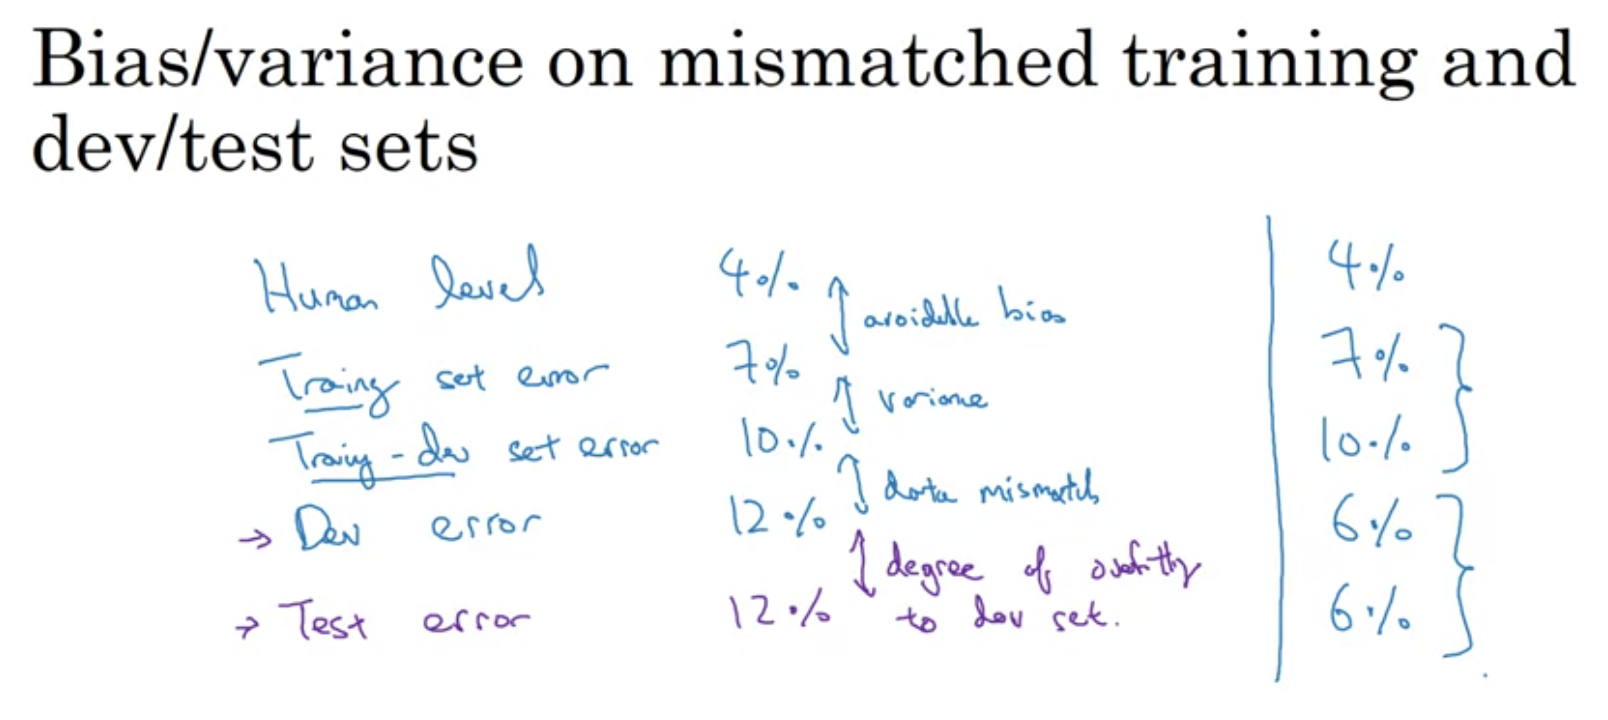 Bias/variance on mismatched training and
dev/test sets
Human level 4% 4%
avoidable bias
Training set error 7% 7%
variance
Training-dev set error 10% 10%
data mismatch
→ Dev error 12% 6%
degree of overfitting
→ Test error 12% to dev set. 6%